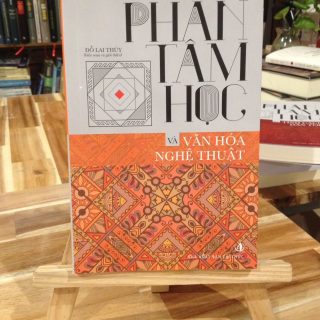 PHÂN
TÂM
HỌC
ĐỖ LAI THÚY
VÀ VĂN HÓA
NGHỆ THUẬT